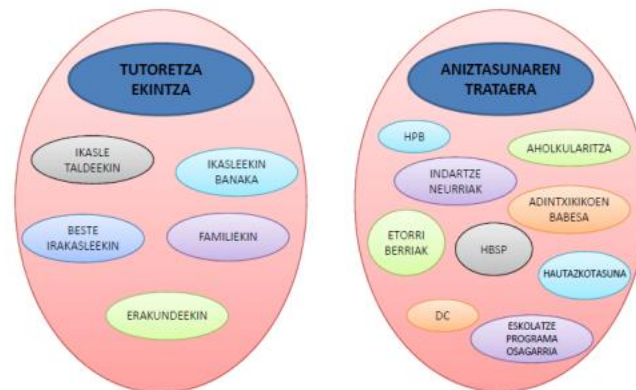 TUTORETZA
EKINTZA
IKASLE
TALDEEKIN
IKASLEEKIN
BANAKA
BESTE
IRAKASLEEKIN
FAMILIEKIN
ERAKUNDEEKIN
ANIZTASUNAREN
TRATAERA
HPB
AHOLKULARITZA
INDARTZE
NEURRIAK
ADINTXIKIKOEN
BABESA
ETORRI
BERRIAK
HBSP
HAUTAZKOTASUNA
DC
ESKOLATZE
PROGRAMA
OSAGARRIA